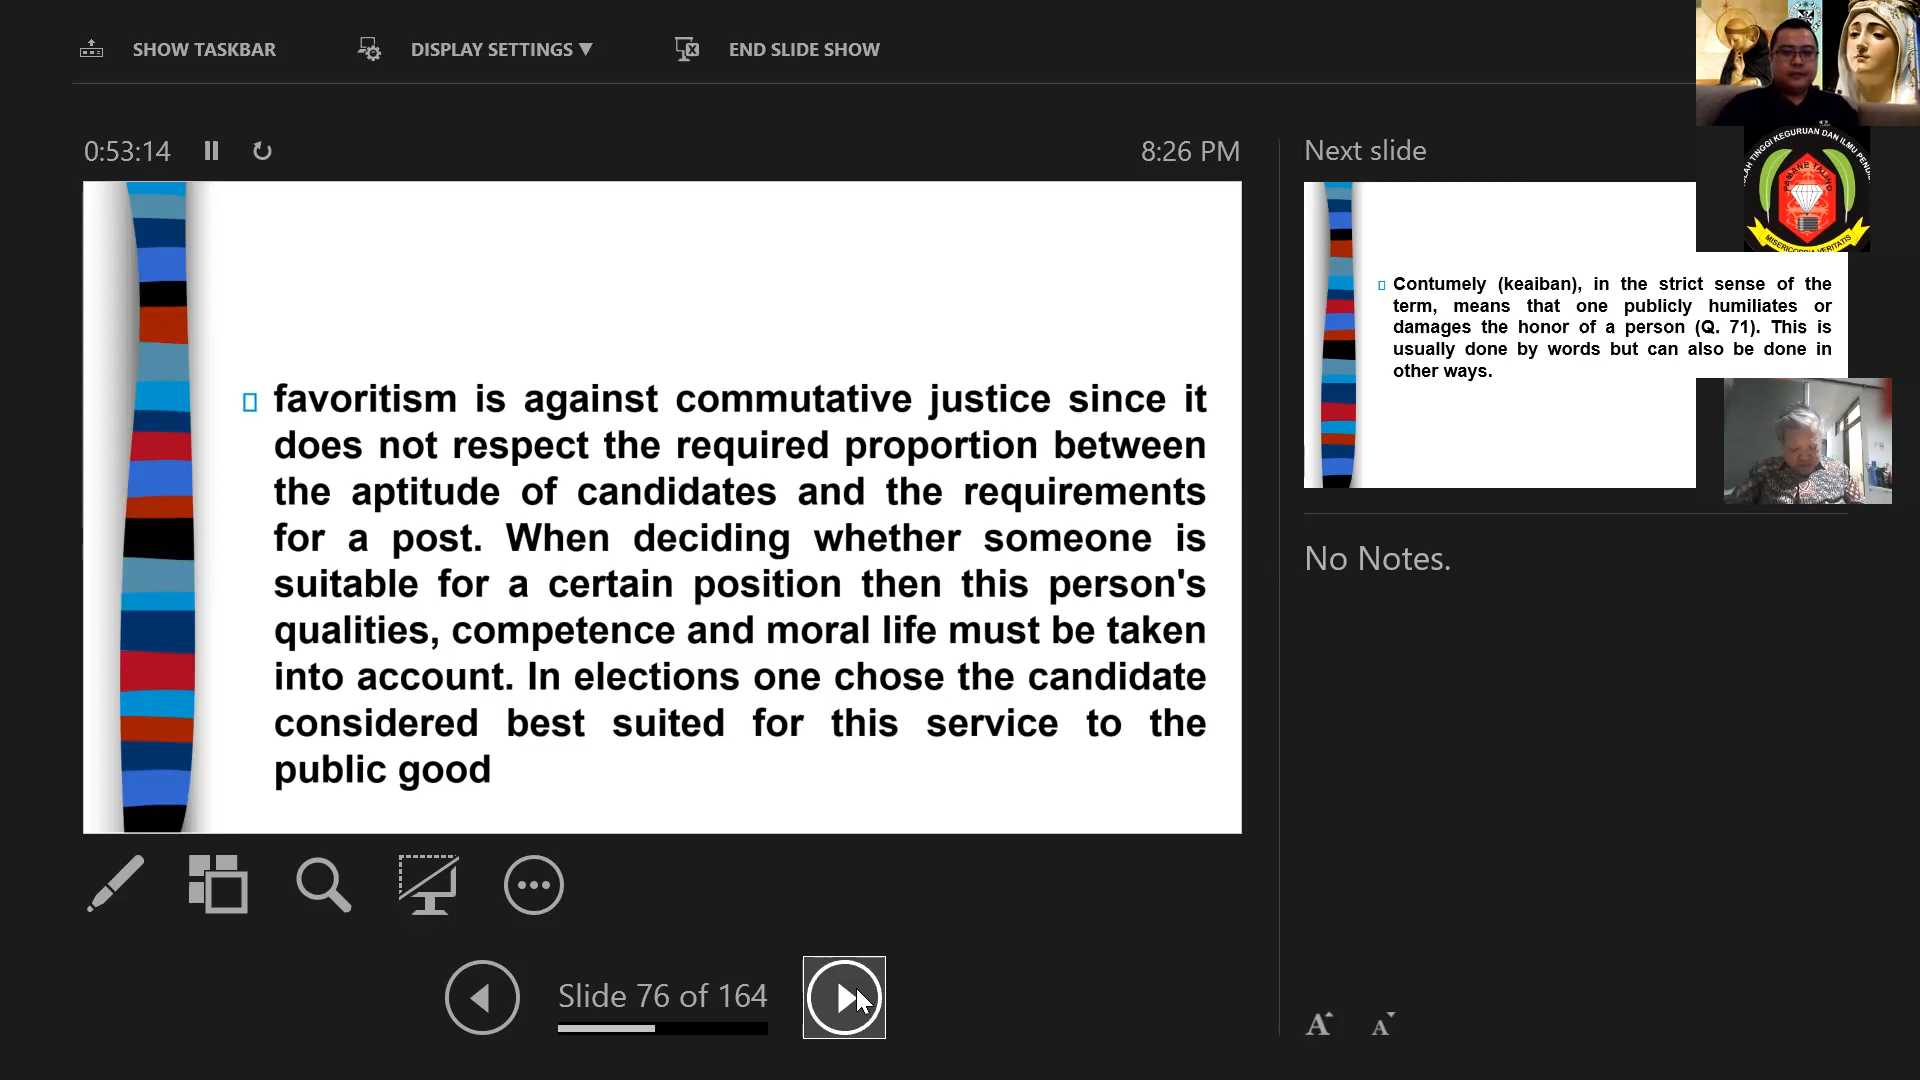 SHOW TASKBAR
DISPLAY SETTINGS ▼
END SLIDE SHOW
0:53:14
8:26 PM
favoritism is against commutative justice since it
does not respect the required proportion between
the aptitude of candidates and the requirements
for a post. When deciding whether someone is
suitable for a certain position then this person's
qualities, competence and moral life must be taken
into account. In elections one chose the candidate
considered best suited for this service to the
public good
Slide 76 of 164
Next slide
Contumely (keaiban), in the strict sense of the
term, means that one publicly humiliates or
damages the honor of a person (Q. 71). This is
usually done by words but can also be done in
other ways.
No Notes.
A A
TINGGI KEGURUAN DAN ILMU
MISERICORDIA VERITATIS